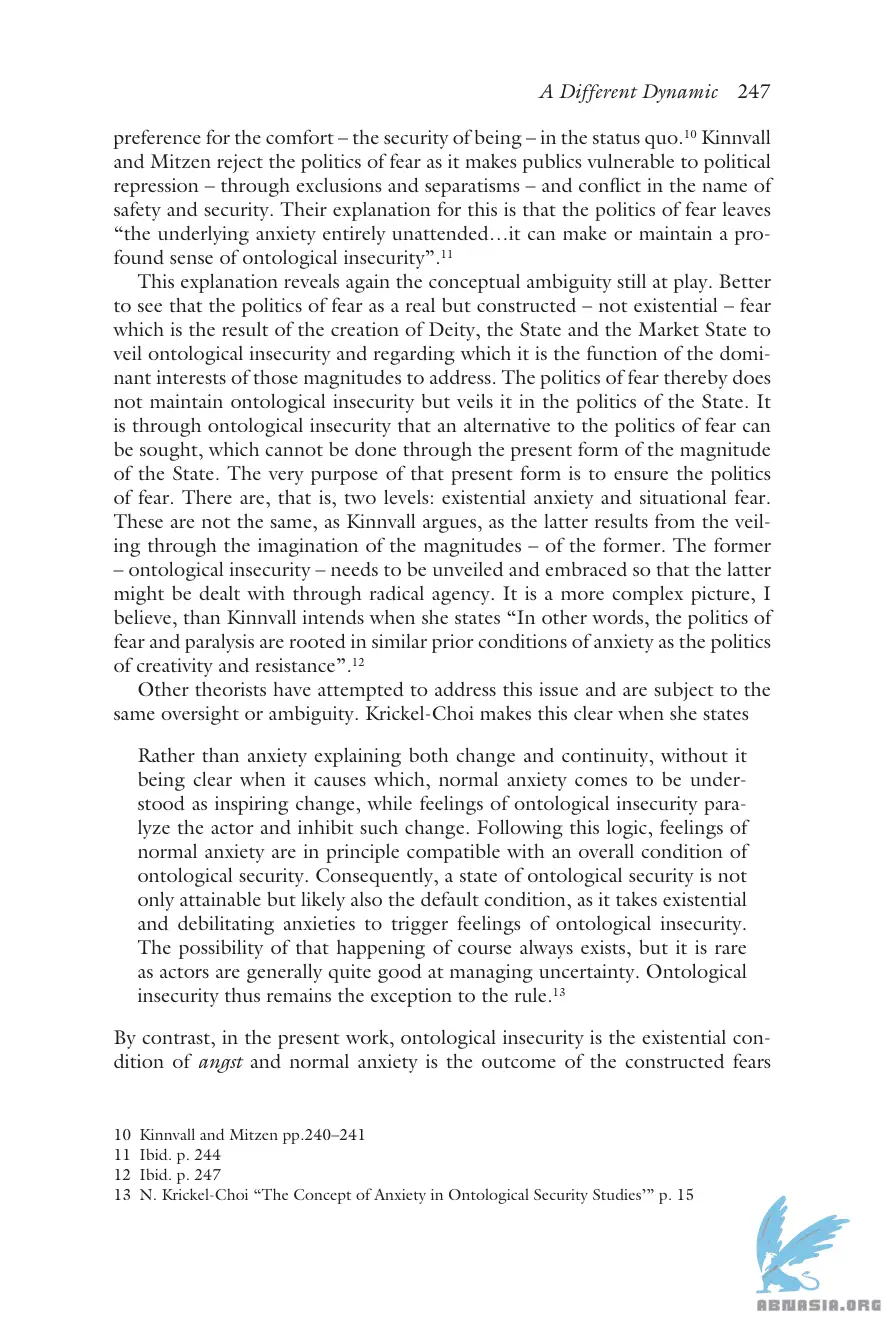 A Different Dynamic 247
preference for the comfort – the security of being – in the status quo.¹⁰ Kinnvall
and Mitzen reject the politics of fear as it makes publics vulnerable to political
repression – through exclusions and separatisms – and conflict in the name of
safety and security. Their explanation for this is that the politics of fear leaves
“the underlying anxiety entirely unattended…it can make or maintain a pro-
found sense of ontological insecurity”.¹¹
This explanation reveals again the conceptual ambiguity still at play. Better
to see that the politics of fear as a real but constructed – not existential – fear
which is the result of the creation of Deity, the State and the Market State to
veil ontological insecurity and regarding which it is the function of the domi-
nant interests of those magnitudes to address. The politics of fear thereby does
not maintain ontological insecurity but veils it in the politics of the State. It
is through ontological insecurity that an alternative to the politics of fear can
be sought, which cannot be done through the present form of the magnitude
of the State. The very purpose of that present form is to ensure the politics
of fear. There are, that is, two levels: existential anxiety and situational fear.
These are not the same, as Kinnvall argues, as the latter results from the veil-
ing through the imagination of the magnitudes – of the former. The former
– ontological insecurity – needs to be unveiled and embraced so that the latter
might be dealt with through radical agency. It is a more complex picture, I
believe, than Kinnvall intends when she states “In other words, the politics of
fear and paralysis are rooted in similar prior conditions of anxiety as the politics
of creativity and resistance”.¹²
Other theorists have attempted to address this issue and are subject to the
same oversight or ambiguity. Krickel-Choi makes this clear when she states
Rather than anxiety explaining both change and continuity, without it
being clear when it causes which, normal anxiety comes to be under-
stood as inspiring change, while feelings of ontological insecurity para-
lyze the actor and inhibit such change. Following this logic, feelings of
normal anxiety are in principle compatible with an overall condition of
ontological security. Consequently, a state of ontological security is not
only attainable but likely also the default condition, as it takes existential
and debilitating anxieties to trigger feelings of ontological insecurity.
The possibility of that happening of course always exists, but it is rare
as actors are generally quite good at managing uncertainty. Ontological
insecurity thus remains the exception to the rule.¹³
By contrast, in the present work, ontological insecurity is the existential con-
dition of angst and normal anxiety is the outcome of the constructed fears
10 Kinnvall and Mitzen pp.240–241
11 Ibid. p. 244
12 Ibid. p. 247
13 N. Krickel-Choi “The Concept of Anxiety in Ontological Security Studies’” p. 15
ABNASIA.ORG